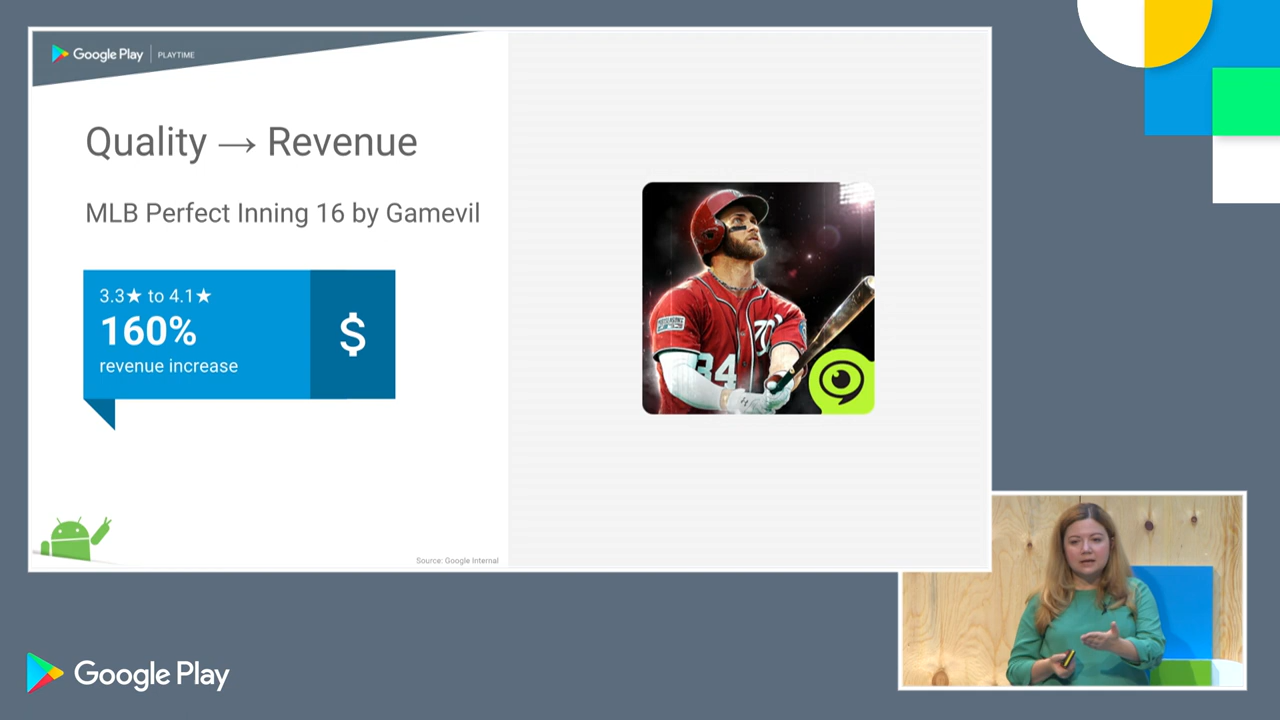 Google Play | PLAYTIME
Quality → Revenue
MLB Perfect Inning 16 by Gamevil
3.3★ to 4.1★
160%
revenue increase
$
34
Source: Google Internal
Google Play